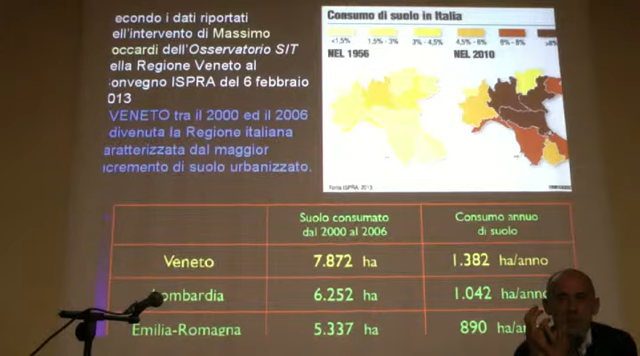 econdo i dati riportati
ell'intervento di Massimo
occardi dell'Osservatorio SIT
ella Regione Veneto al
onvegno ISPRA del 6 febbraio
013
VENETO tra il 2000 ed il 2006
divenuta la Regione italiana
aratterizzata dal maggior
cremento di suolo urbanizzato.
Consumo di suolo in Italia
<1,5% 1,5% - 3% 3% - 4,5% 4,5% - 6% 6% - 8% >8%
NEL 1956 NEL 2010
Fonte ISPRA, 2013
Suolo consumato Consumo annuo
dal 2000 al 2006 di suolo
Veneto 7.872 ha 1.382 ha/anno
ombardia 6.252 ha 1.042 ha/anno
Emilia-Romagna 5.337 ha 890 ha/an